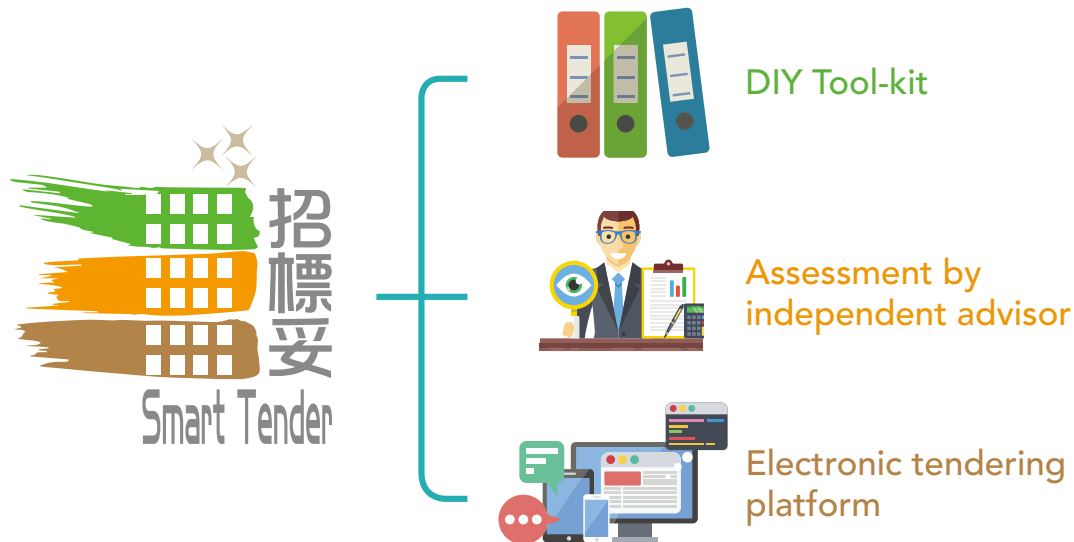 招標妥
Smart Tender
DIY Tool-kit
Assessment by
independent advisor
Electronic tendering
platform